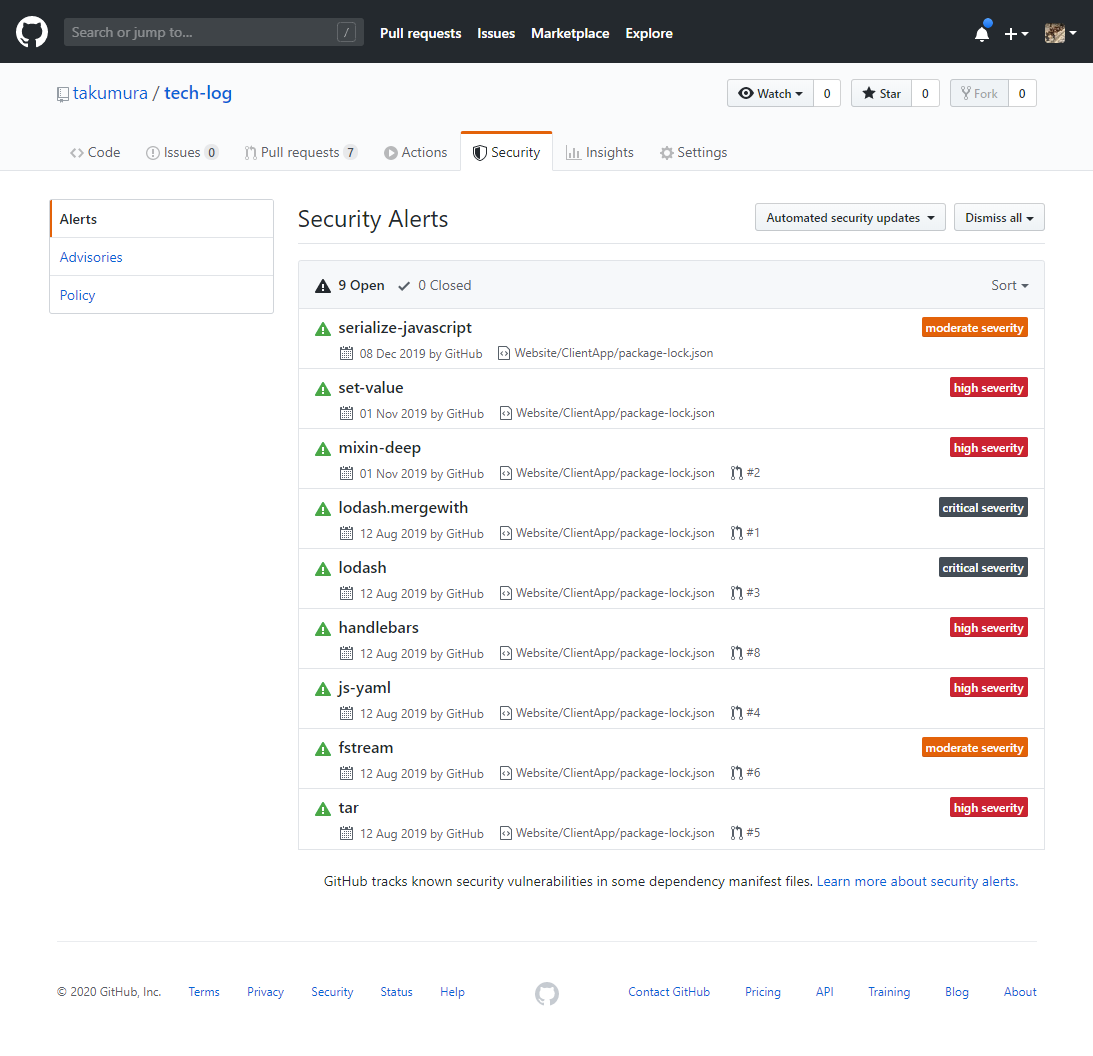 Search or jump to... / Pull requests Issues Marketplace Explore
takumura / tech-log Watch 0 Star 0 Fork 0
Code Issues 0 Pull requests 7 Actions Security Insights Settings
Alerts
Advisories
Policy
Security Alerts Automated security updates Dismiss all
9 Open 0 Closed Sort
serialize-javascript moderate severity
08 Dec 2019 by GitHub Website/ClientApp/package-lock.json
set-value high severity
01 Nov 2019 by GitHub Website/ClientApp/package-lock.json
mixin-deep high severity
01 Nov 2019 by GitHub Website/ClientApp/package-lock.json #2
lodash.mergewith critical severity
12 Aug 2019 by GitHub Website/ClientApp/package-lock.json #1
lodash critical severity
12 Aug 2019 by GitHub Website/ClientApp/package-lock.json #3
handlebars high severity
12 Aug 2019 by GitHub Website/ClientApp/package-lock.json #8
js-yaml high severity
12 Aug 2019 by GitHub Website/ClientApp/package-lock.json #4
fstream moderate severity
12 Aug 2019 by GitHub Website/ClientApp/package-lock.json #6
tar high severity
12 Aug 2019 by GitHub Website/ClientApp/package-lock.json #5
GitHub tracks known security vulnerabilities in some dependency manifest files. Learn more about security alerts.
© 2020 GitHub, Inc. Terms Privacy Security Status Help Contact GitHub Pricing API Training Blog About